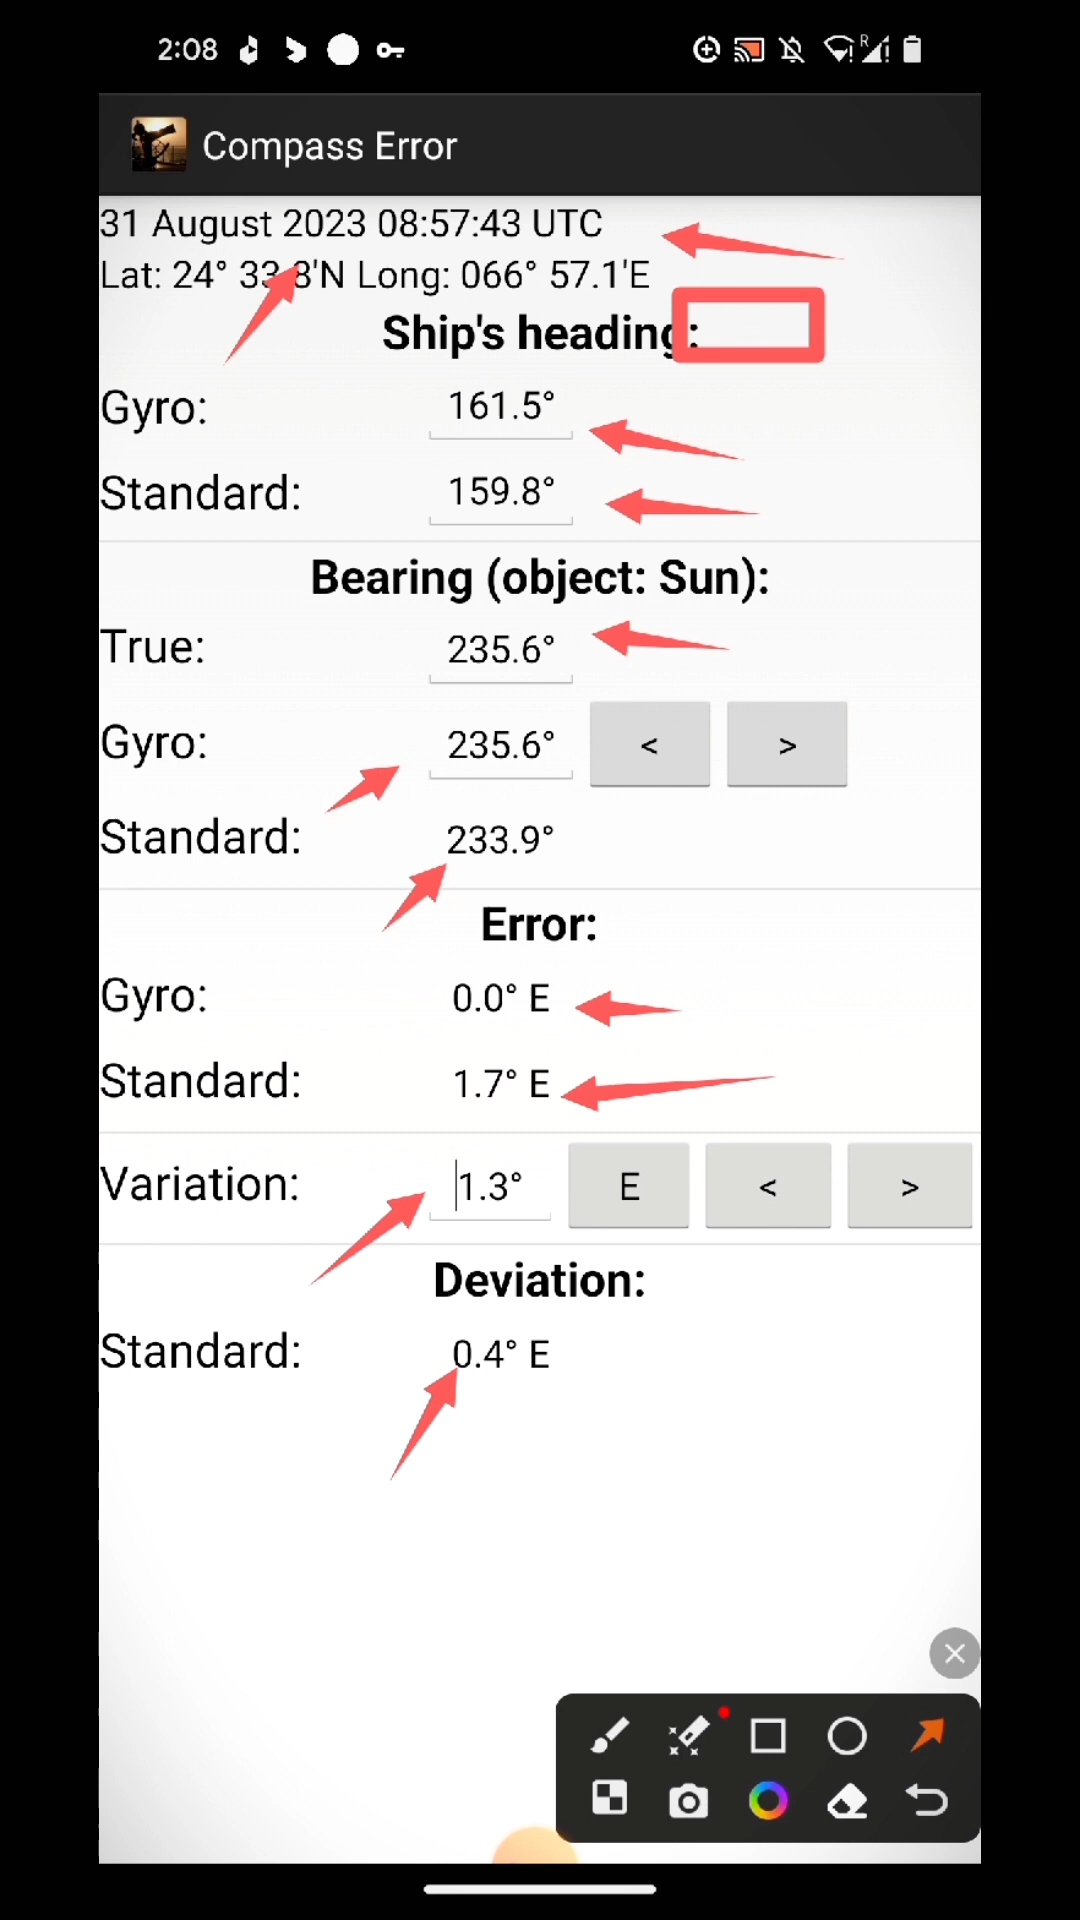 2:08
R
Compass Error
31 August 2023 08:57:43 UTC
Lat: 24° 33.8'N Long: 066° 57.1'E
Ship's heading:
Gyro: 161.5°
Standard: 159.8°
Bearing (object: Sun):
True: 235.6°
Gyro: 235.6° < >
Standard: 233.9°
Error:
Gyro: 0.0° E
Standard: 1.7° E
Variation: 1.3° E < >
Deviation:
Standard: 0.4° E